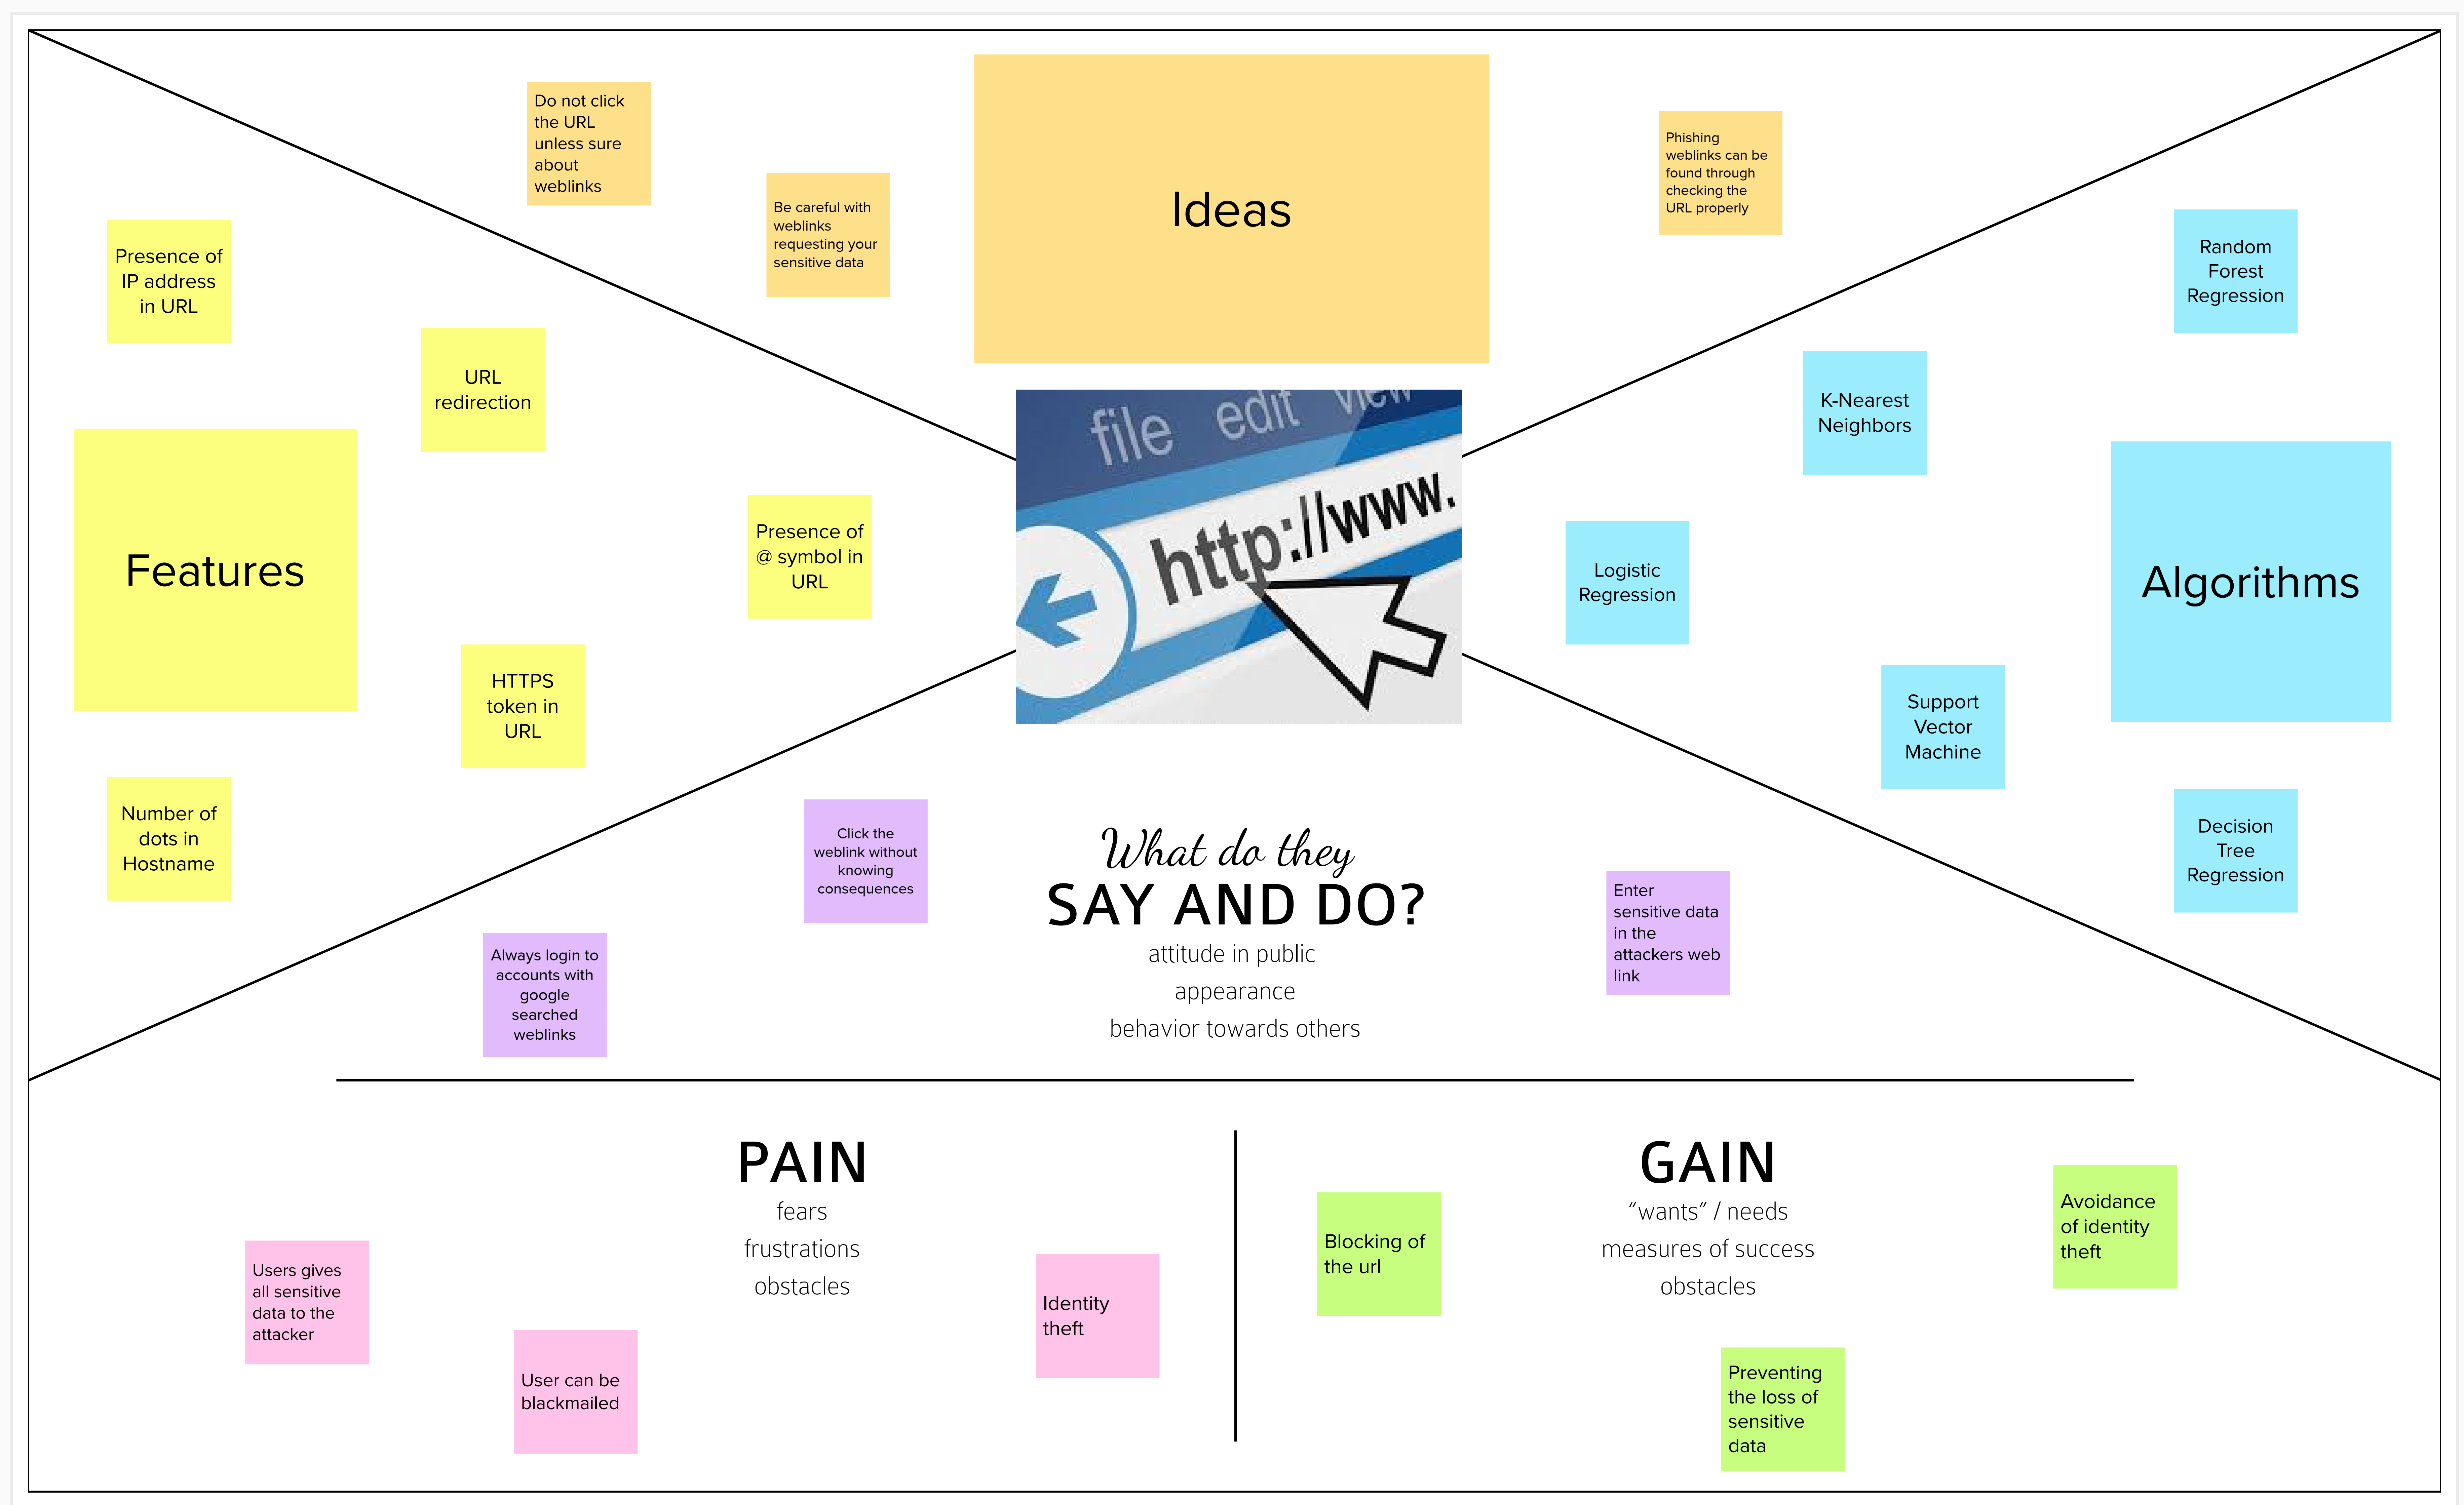 Do not click
the URL
unless sure
about
weblinks
Be careful with
weblinks
requesting your
sensitive data
Ideas
Phishing
weblinks can be
found through
checking the
URL properly
Presence of
IP address
in URL
URL
redirection
Features
Presence of
@ symbol in
URL
HTTPS
token in
URL
Number of
dots in
Hostname
file edit view
http://www.
Random
Forest
Regression
K-Nearest
Neighbors
Logistic
Regression
Algorithms
Support
Vector
Machine
Decision
Tree
Regression
Click the
weblink without
knowing
consequences
Always login to
accounts with
google
searched
weblinks
What do they
SAY AND DO?
attitude in public
appearance
behavior towards others
Enter
sensitive data
in the
attackers web
link
PAIN
fears
frustrations
obstacles
Users gives
all sensitive
data to the
attacker
User can be
blackmailed
Identity
theft
GAIN
“wants” / needs
measures of success
obstacles
Blocking of
the url
Avoidance
of identity
theft
Preventing
the loss of
sensitive
data